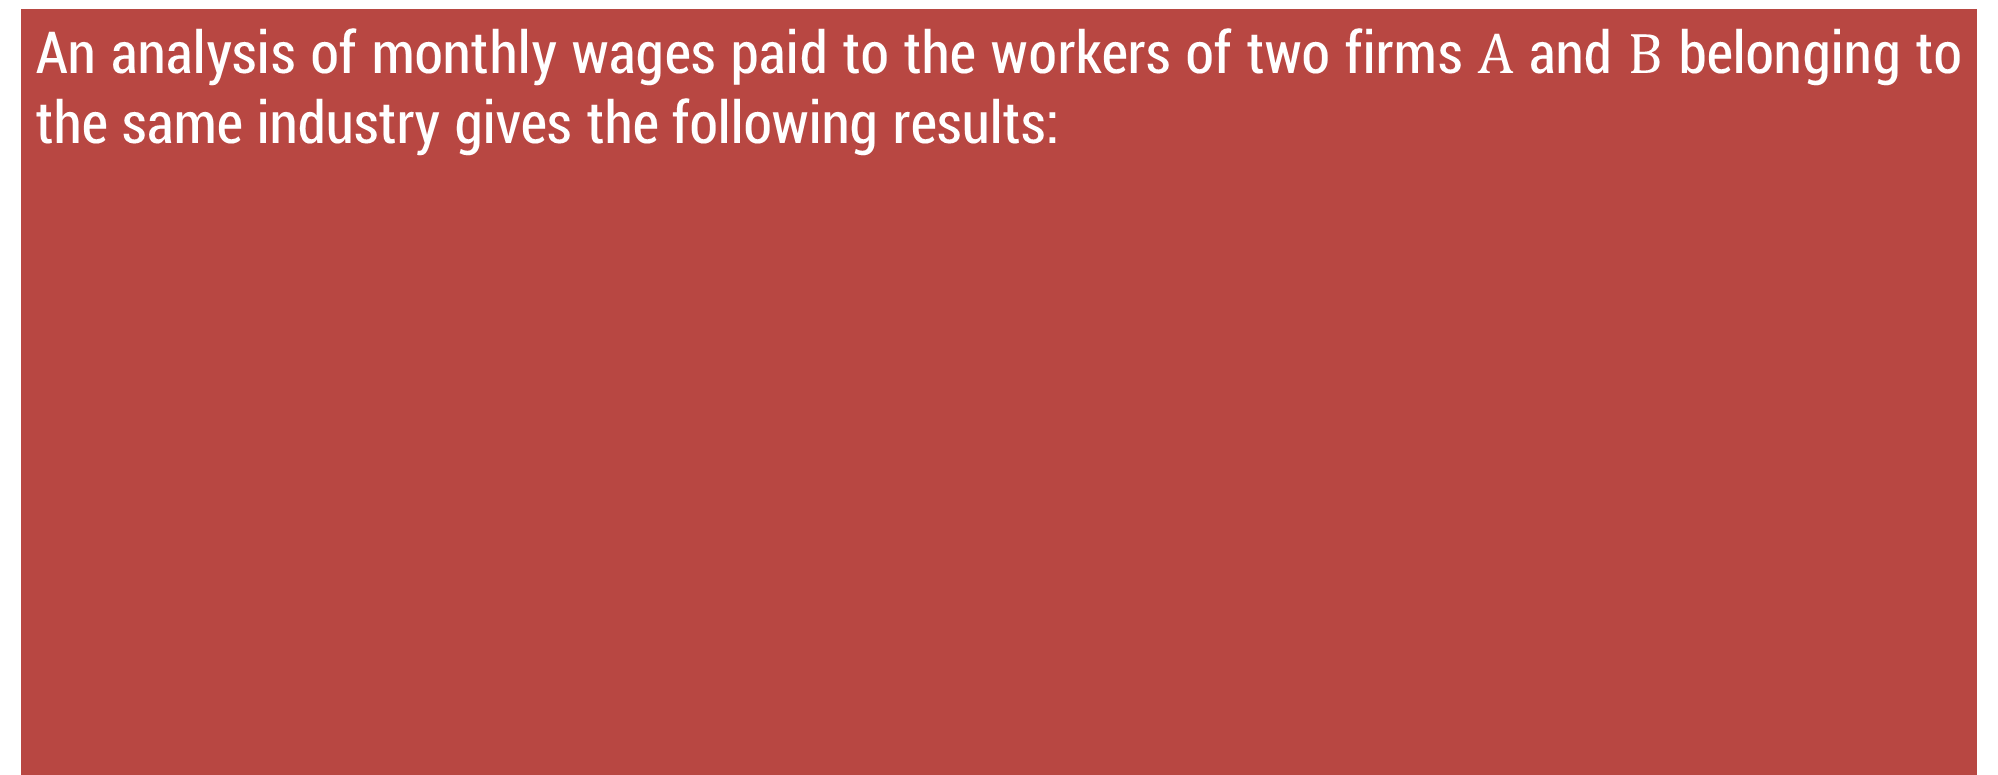 An analysis of monthly wages paid to the workers of two firms A and B belonging to
the same industry gives the following results: